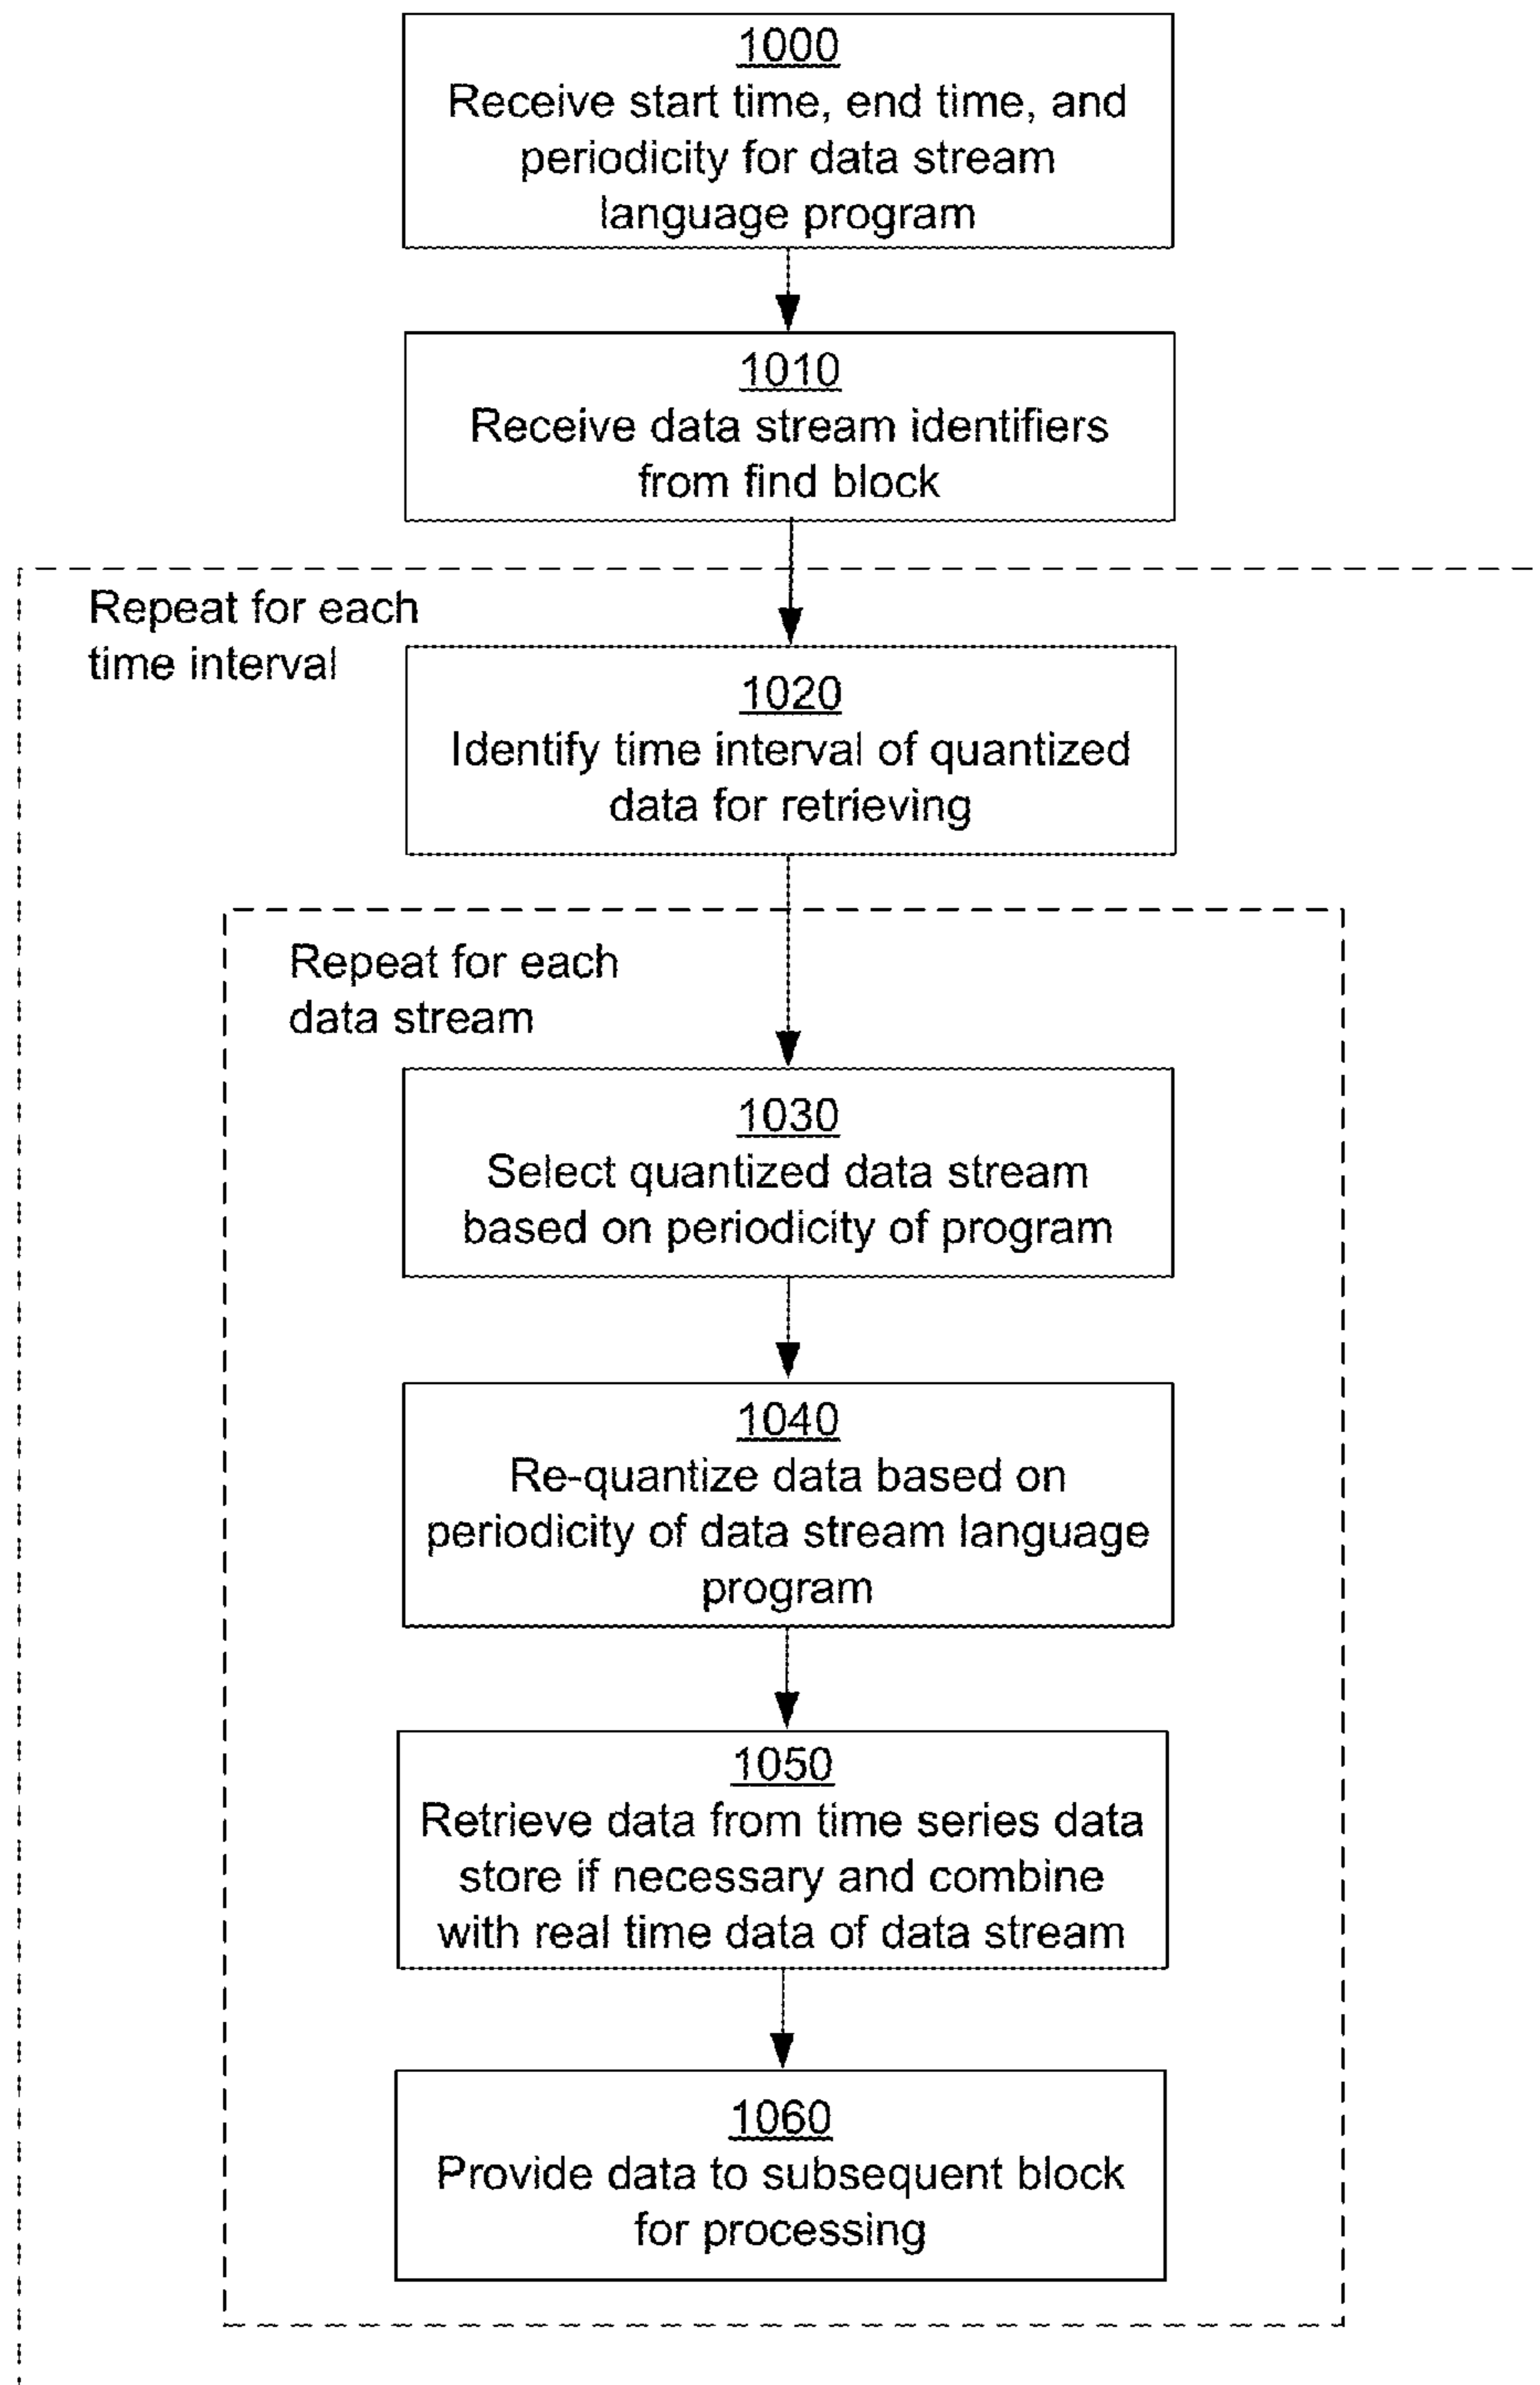 1000
Receive start time, end time, and
periodicity for data stream
language program
1010
Receive data stream identifiers
from find block
Repeat for each
time interval
1020
Identify time interval of quantized
data for retrieving
Repeat for each
data stream
1030
Select quantized data stream
based on periodicity of program
1040
Re-quantize data based on
periodicity of data stream language
program
1050
Retrieve data from time series data
store if necessary and combine
with real time data of data stream
1060
Provide data to subsequent block
for processing